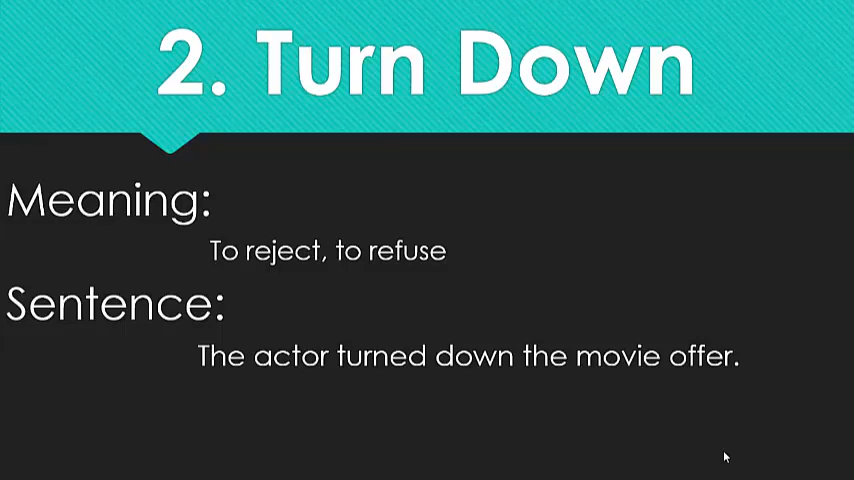 2. Turn Down
Meaning:
To reject, to refuse
Sentence:
The actor turned down the movie offer.